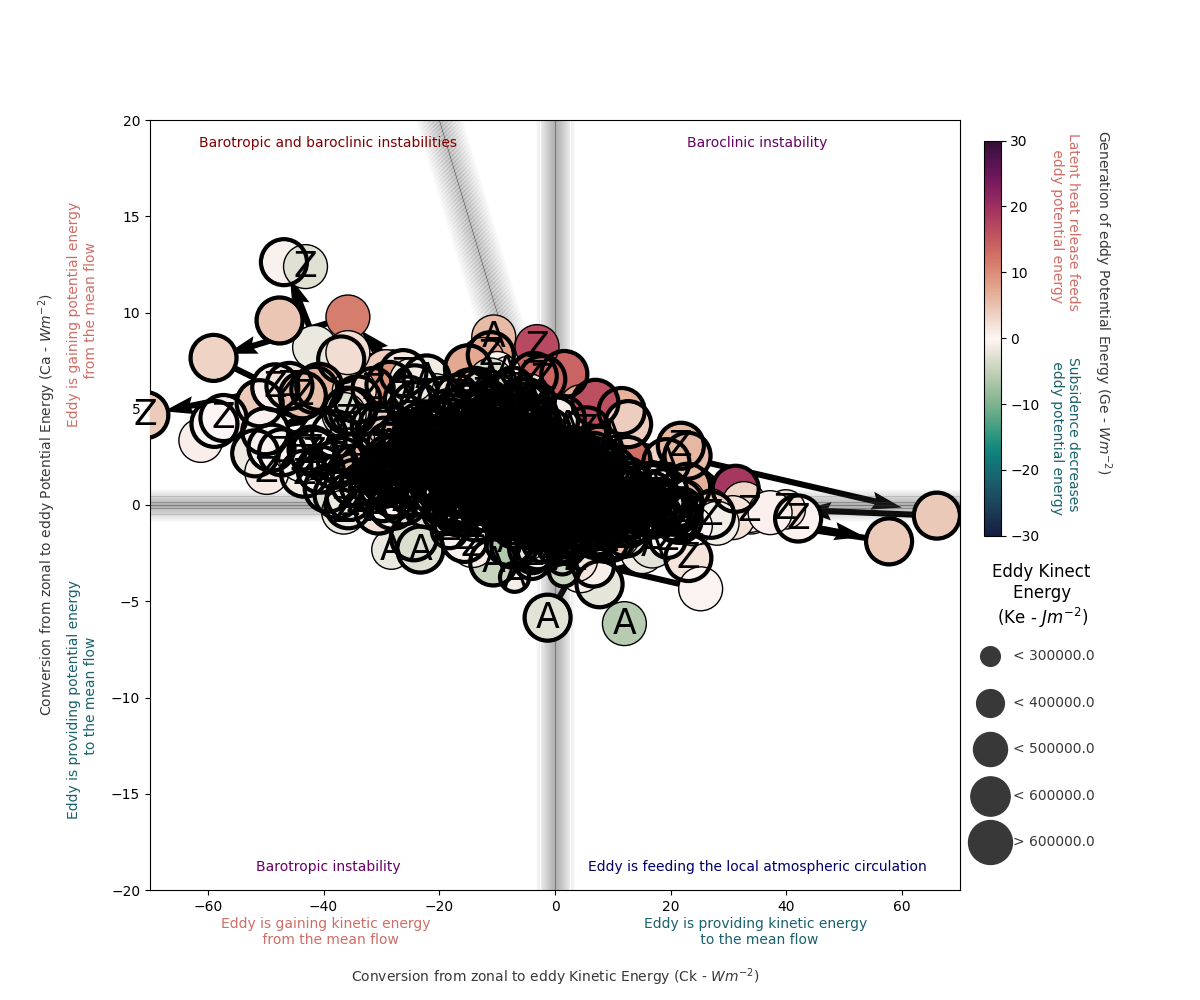 Barotropic and baroclinic instabilities
Baroclinic instability
Barotropic instability
Eddy is feeding the local atmospheric circulation
20
15
10
5
0
−5
−10
−15
−20
−60
−40
−20
0
20
40
60
Conversion from zonal to eddy Potential Energy (Ca - Wm⁻²)
Eddy is gaining potential energy
from the mean flow
Eddy is providing potential energy
to the mean flow
Eddy is gaining kinetic energy
from the mean flow
Eddy is providing kinetic energy
to the mean flow
Conversion from zonal to eddy Kinetic Energy (Ck - Wm⁻²)
Z
Z
Z
A
Z
A
A
A
A
Z
Z
30
20
10
0
−10
−20
−30
Latent heat release feeds
eddy potential energy
Subsidence decreases
eddy potential energy
Generation of eddy Potential Energy (Ge - Wm⁻²)
Eddy Kinect
Energy
(Ke - Jm⁻²)
< 300000.0
< 400000.0
< 500000.0
< 600000.0
> 600000.0